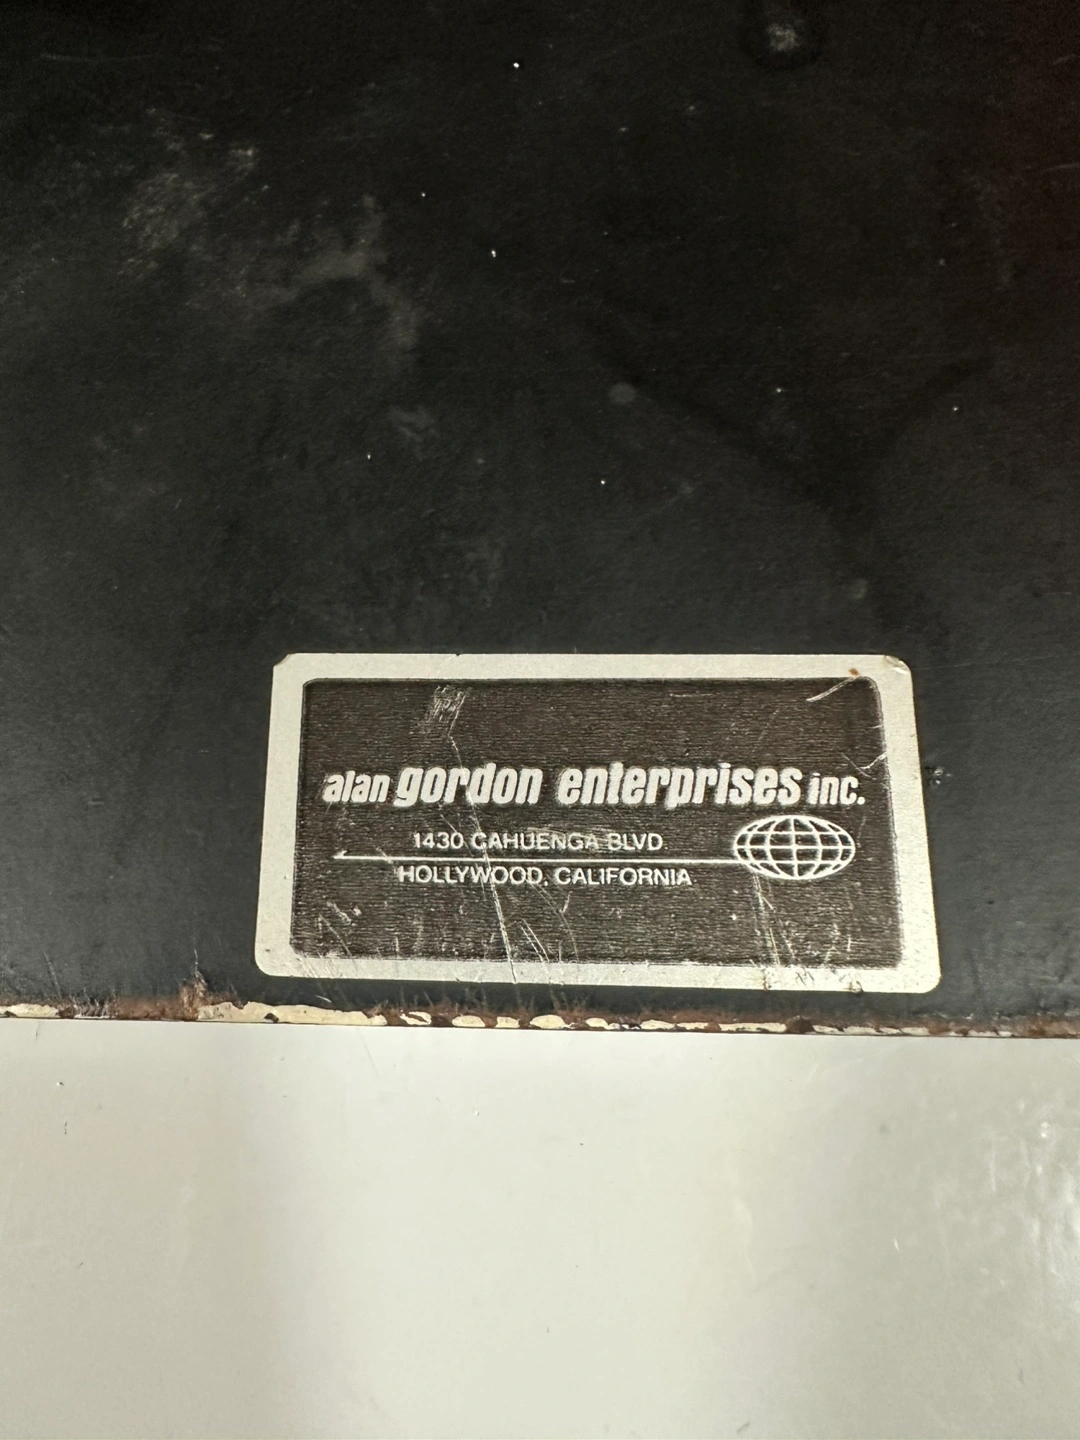 alan gordon enterprises inc.
1430 CAHUENGA BLVD
HOLLYWOOD, CALIFORNIA